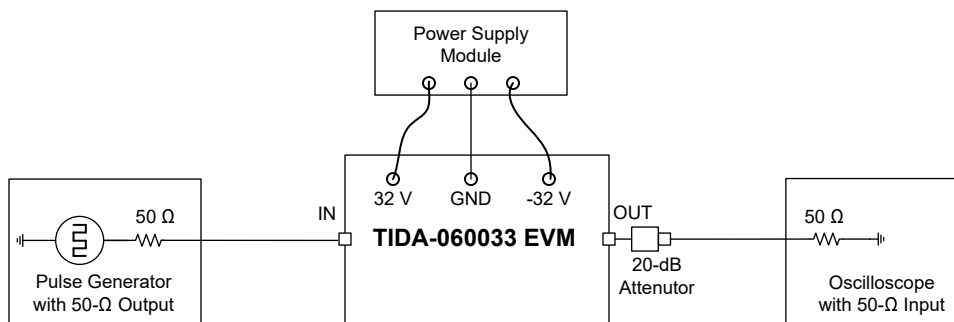 Power Supply
Module
32 V
GND
-32 V
IN
TIDA-060033 EVM
OUT
20-dB
Attenutor
50 Ω
Pulse Generator
with 50-Ω Output
50 Ω
Oscilloscope
with 50-Ω Input